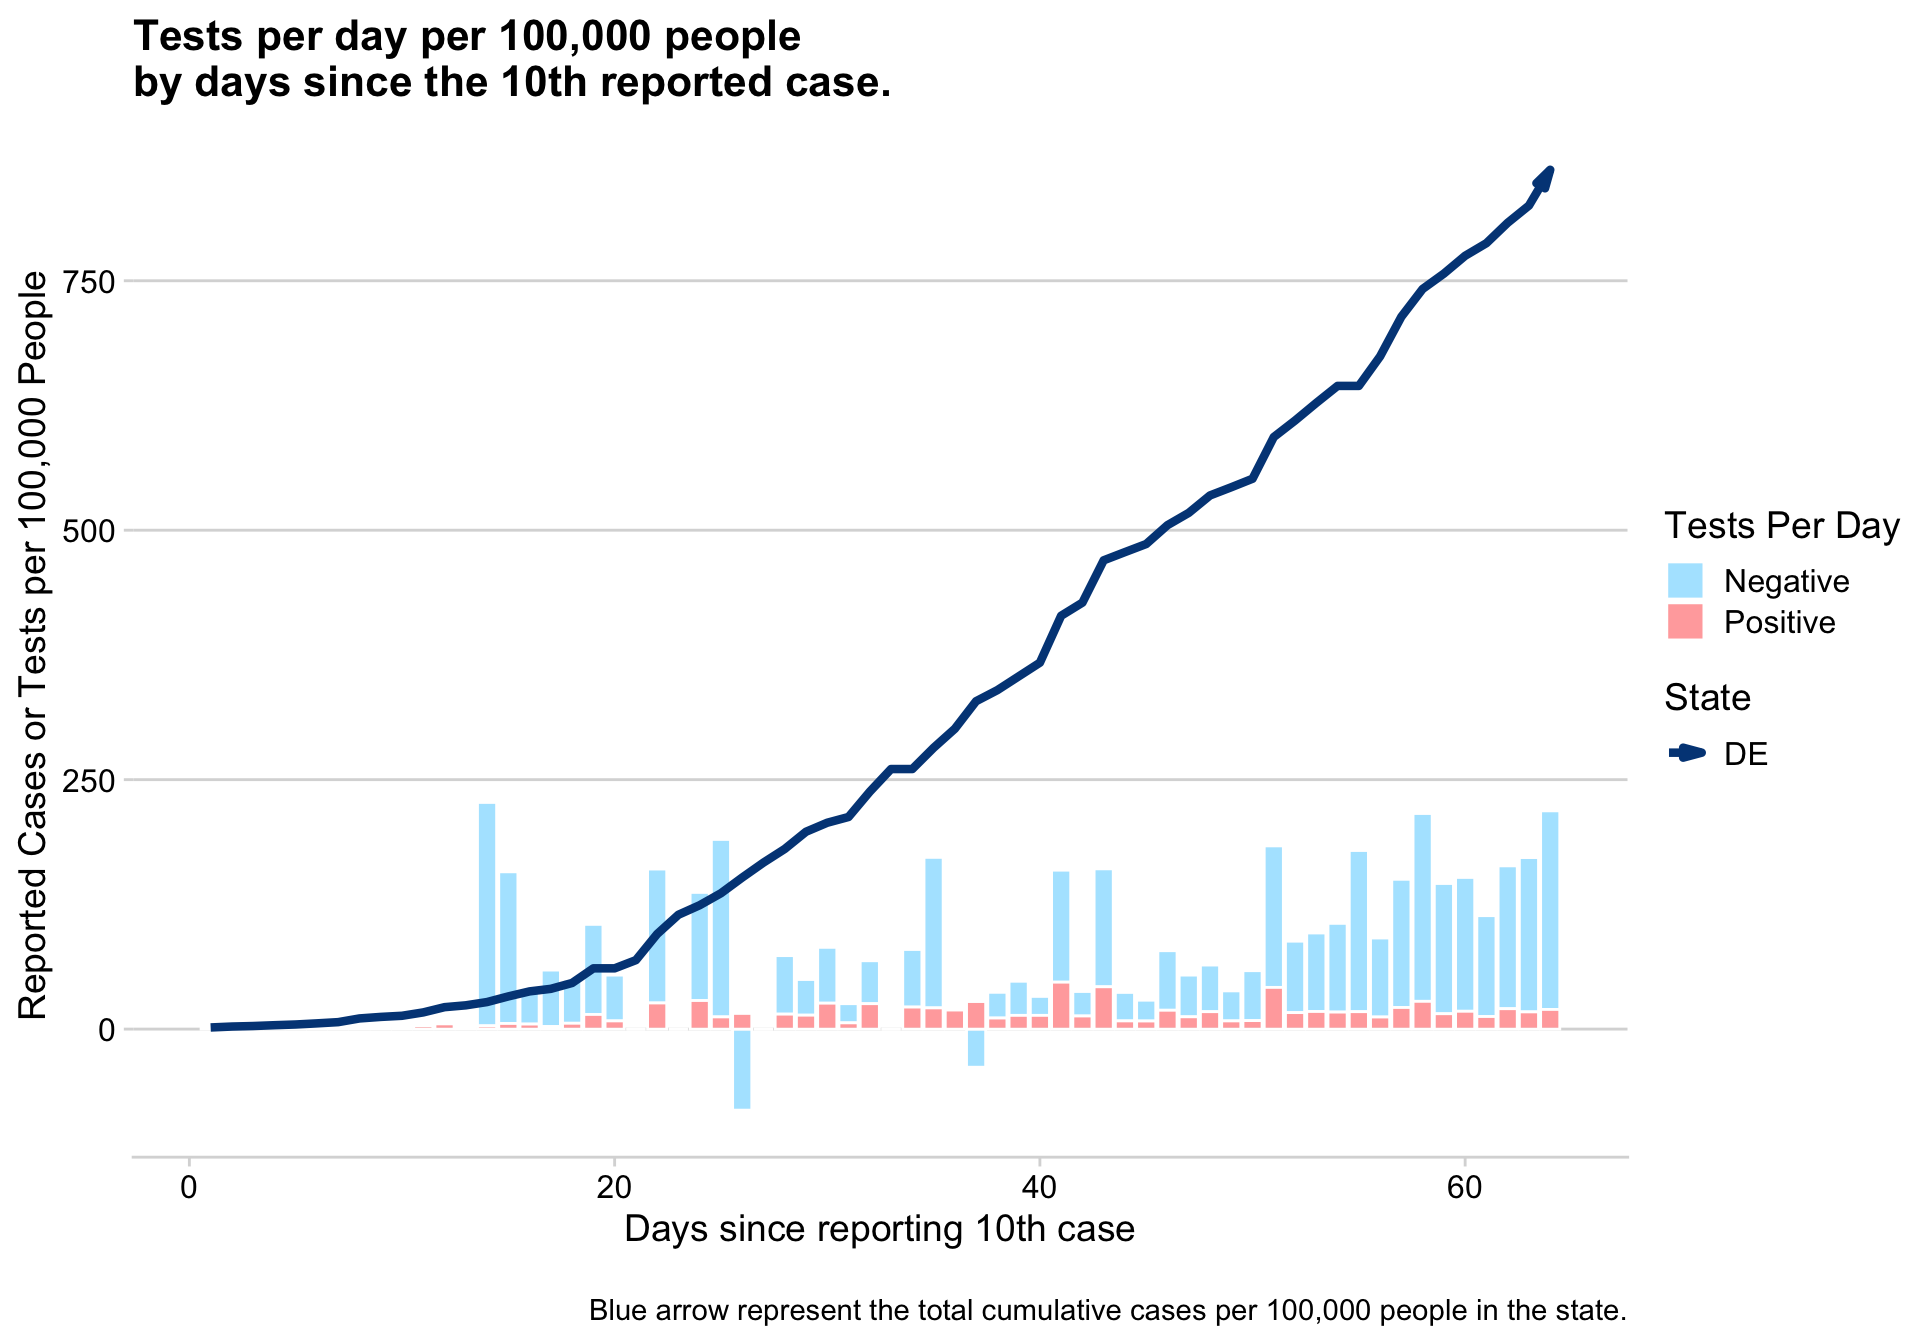 Tests per day per 100,000 people
by days since the 10th reported case.
Reported Cases or Tests per 100,000 People
750
500
250
0
0
20
40
60
Days since reporting 10th case
Tests Per Day
Negative
Positive
State
DE
Blue arrow represent the total cumulative cases per 100,000 people in the state.